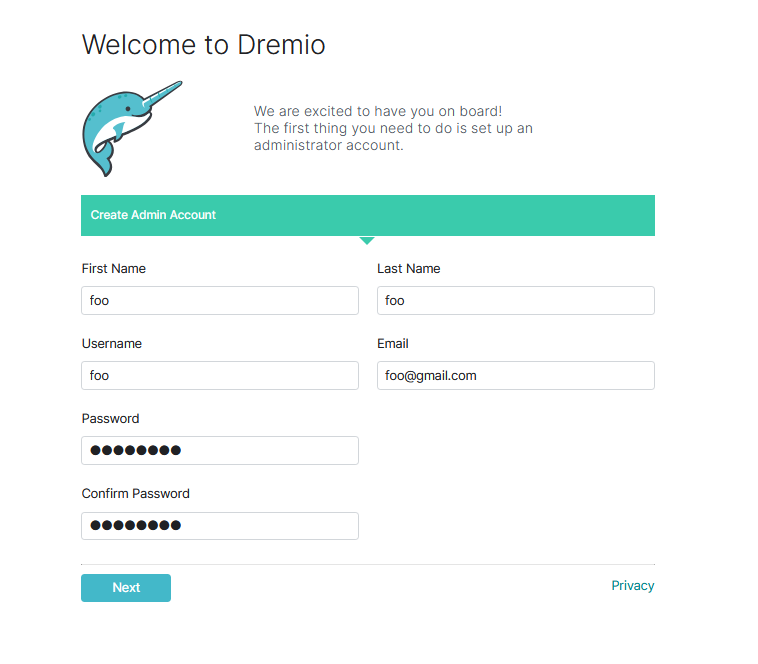 Welcome to Dremio
We are excited to have you on board!
The first thing you need to do is set up an
administrator account.
Create Admin Account
First Name
Last Name
foo
foo
Username
Email
foo
foo@gmail.com
Password
●●●●●●●●
Confirm Password
●●●●●●●●
Next
Privacy